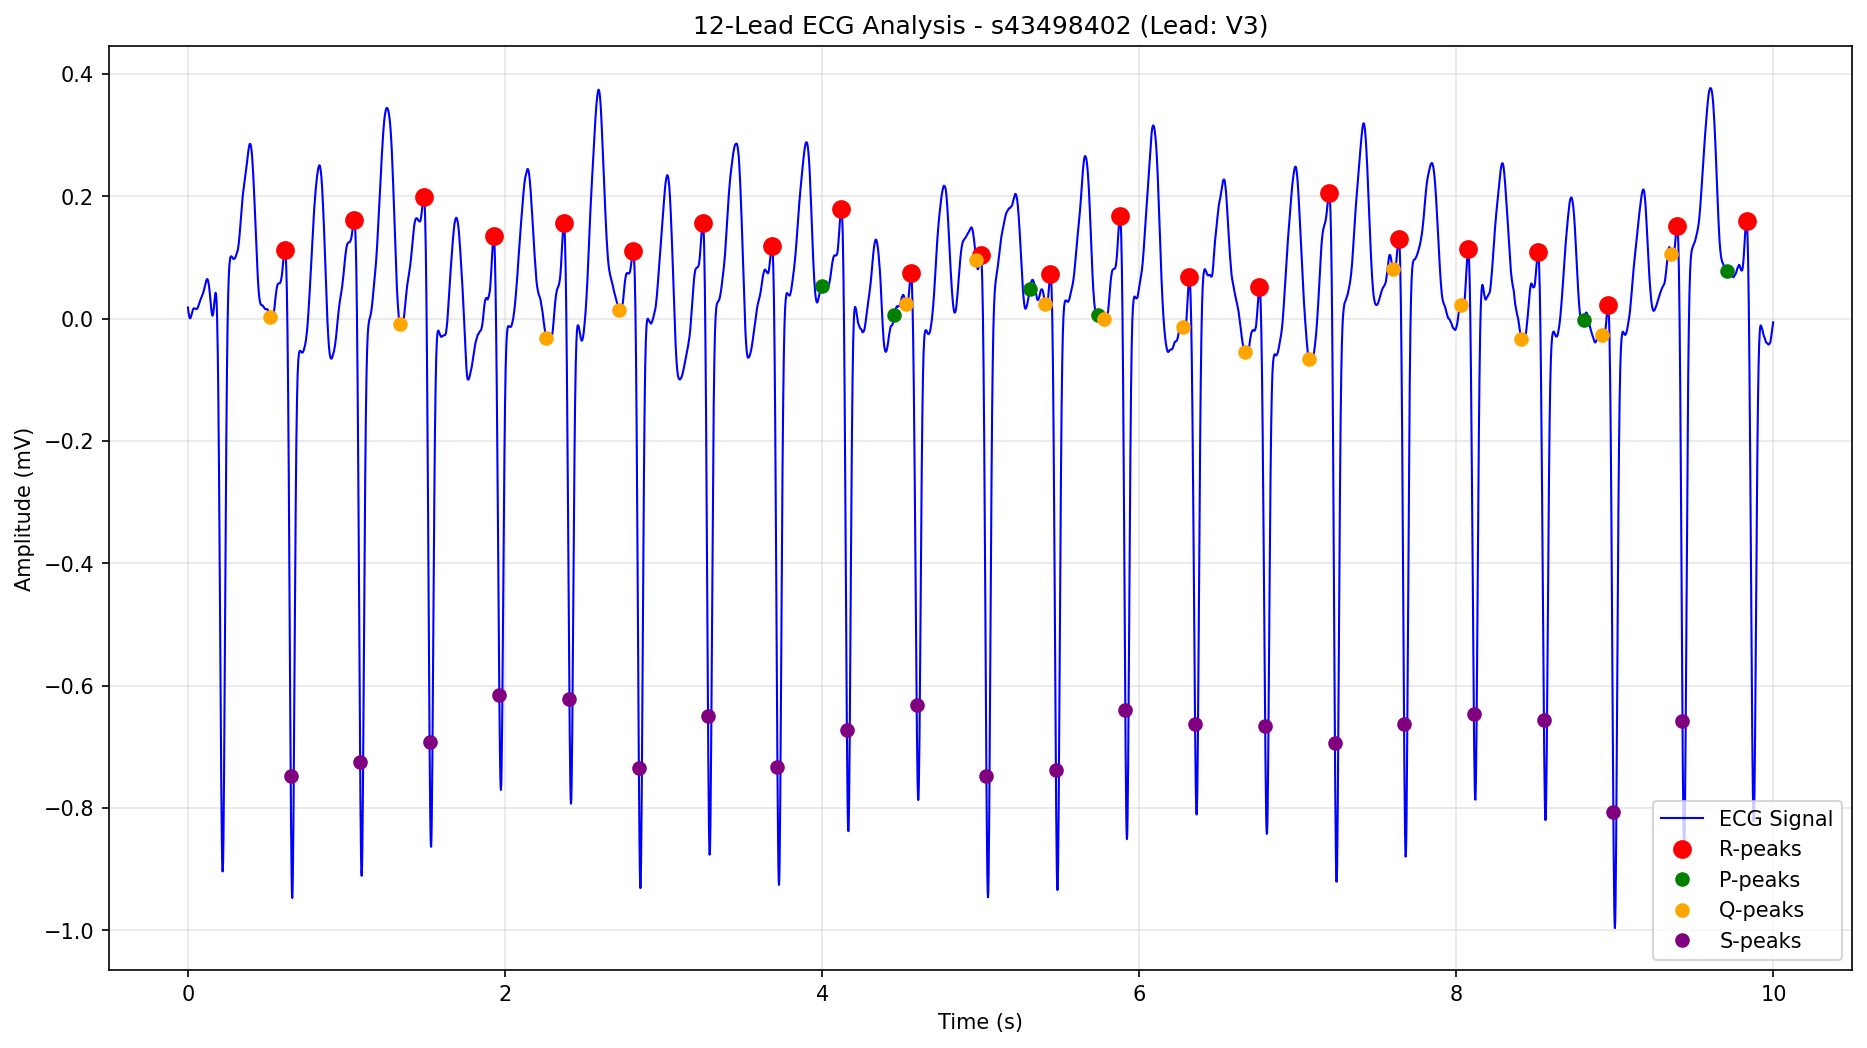 12-Lead ECG Analysis - s43498402 (Lead: V3)
0.4
0.2
0.0
−0.2
−0.4
−0.6
−0.8
−1.0
Amplitude (mV)
ECG Signal
R-peaks
P-peaks
Q-peaks
S-peaks
0 2 4 6 8 10
Time (s)